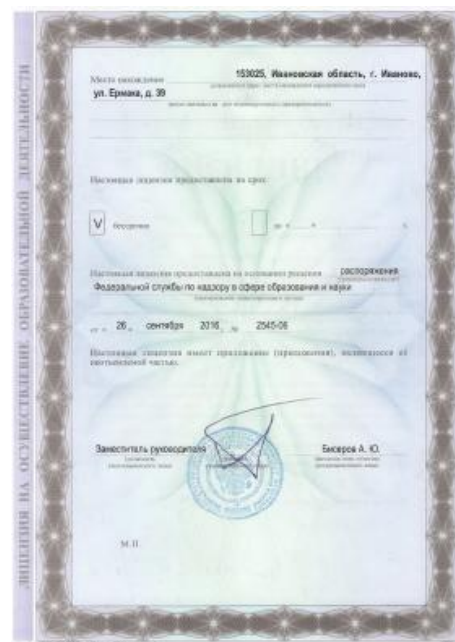 ЛИЦЕНЗИЯ НА ОСУЩЕСТВЛЕНИЕ ОБРАЗОВАТЕЛЬНОЙ ДЕЯТЕЛЬНОСТИ
Место нахождения 153025, Ивановская область, г. Иваново,
ул. Ермака, д. 39
Настоящая лицензия предоставлена на срок:
V бессрочно до « » г.
Настоящая лицензия предоставлена на основании решения распоряжения
Федеральной службы по надзору в сфере образования и науки
от « 26 » сентября 2016 г. № 2545-06
Настоящая лицензия имеет приложение (приложения), являющееся её
неотъемлемой частью.
Заместитель руководителя Бисеров А. Ю.
М.П.